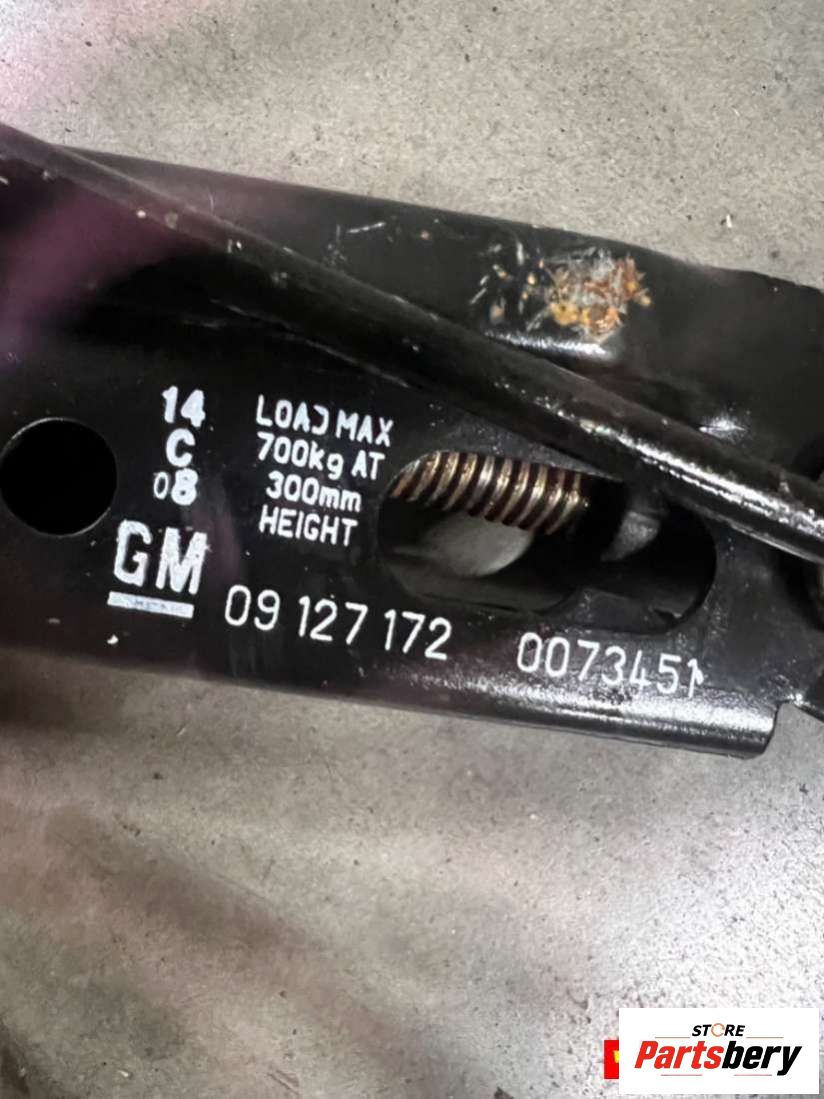 14
C
08
LOAD MAX
700kg AT
300mm
HEIGHT
GM
09 127 172 0073451
STORE
Partsbery